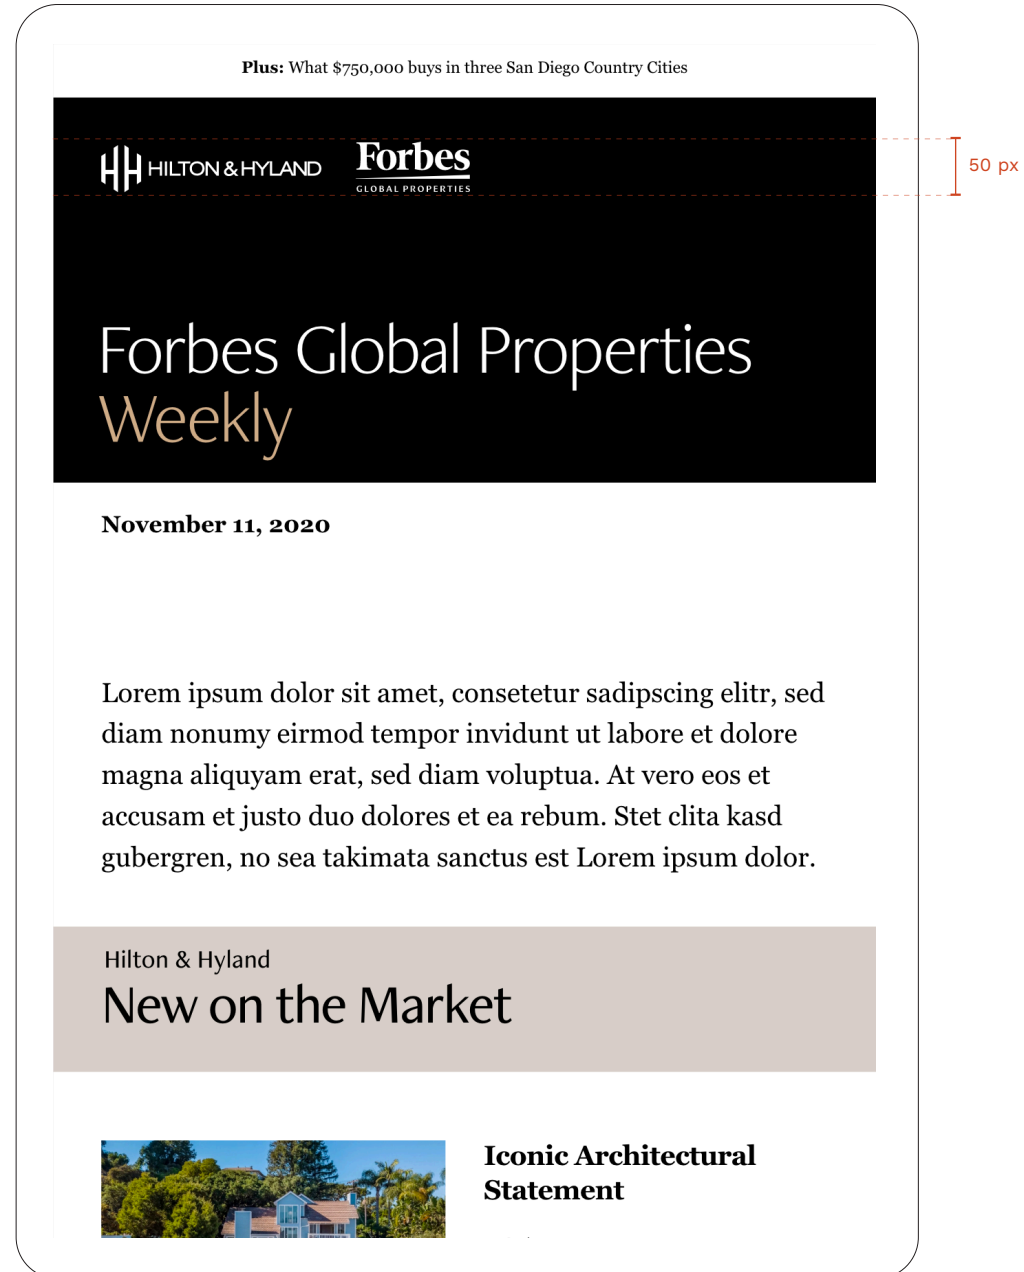 Plus: What $750,000 buys in three San Diego Country Cities
HILTON & HYLAND
Forbes
GLOBAL PROPERTIES
50 px
Forbes Global Properties
Weekly
November 11, 2020
Lorem ipsum dolor sit amet, consetetur sadipscing elitr, sed
diam nonumy eirmod tempor invidunt ut labore et dolore
magna aliquyam erat, sed diam voluptua. At vero eos et
accusam et justo duo dolores et ea rebum. Stet clita kasd
gubergren, no sea takimata sanctus est Lorem ipsum dolor.
Hilton & Hyland
New on the Market
Iconic Architectural
Statement